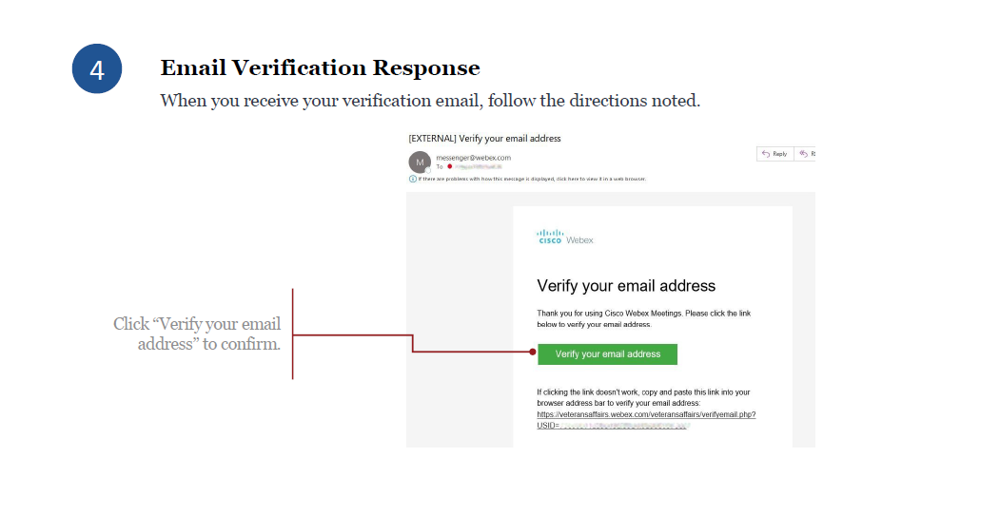 4
Email Verification Response
When you receive your verification email, follow the directions noted.
[EXTERNAL] Verify your email address
M
messenger@webex.com
To
Reply
If there are problems with how this message is displayed, click here to view it in a web browser.
CISCO Webex
Verify your email address
Thank you for using Cisco Webex Meetings. Please click the link
below to verify your email address.
Click “Verify your email
address” to confirm.
Verify your email address
If clicking the link doesn't work, copy and paste this link into your
browser address bar to verify your email address:
https://veteransaffairs.webex.com/veteransaffairs/verifyemail.php?
USID=